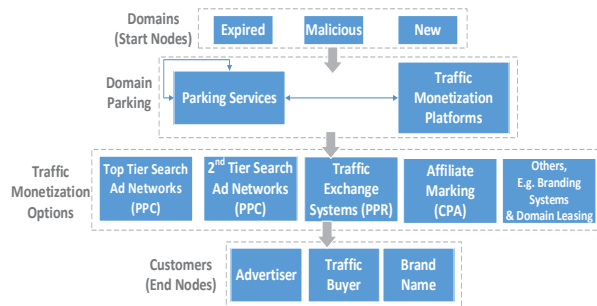 Domains
(Start Nodes)
Expired
Malicious
New
Domain
Parking
Parking Services
Traffic
Monetization
Platforms
Traffic
Monetization
Options
Top Tier Search
Ad Networks
(PPC)
2nd Tier Search
Ad Networks
(PPC)
Traffic
Exchange
Systems (PPR)
Affiliate
Marking
(CPA)
Others,
E.g. Branding
Systems
& Domain Leasing
Customers
(End Nodes)
Advertiser
Traffic
Buyer
Brand
Name